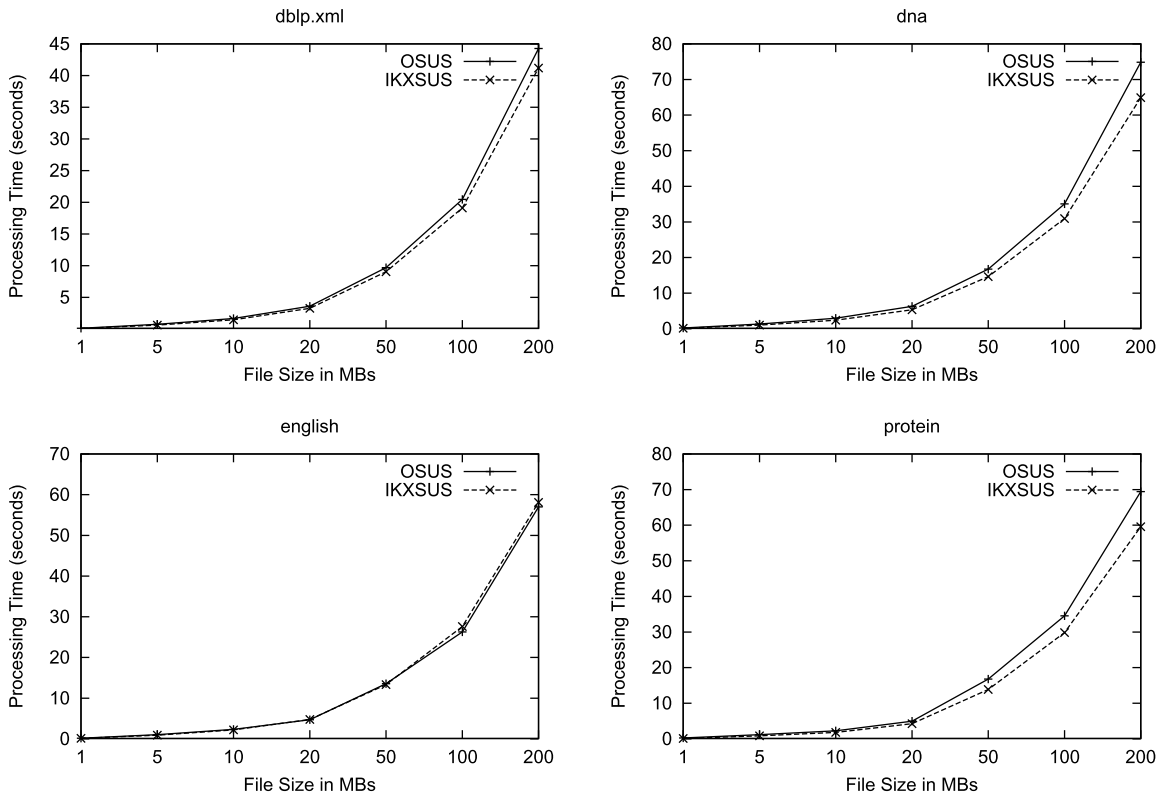 dblp.xml
45
40
35
30
25
20
15
10
5
Processing Time (seconds)
OSUS
IKXSUS
1 5 10 20 50 100 200
File Size in MBs
dna
80
70
60
50
40
30
20
10
0
Processing Time (seconds)
OSUS
IKXSUS
1 5 10 20 50 100 200
File Size in MBs
english
70
60
50
40
30
20
10
0
Processing Time (seconds)
OSUS
IKXSUS
1 5 10 20 50 100 200
File Size in MBs
protein
80
70
60
50
40
30
20
10
0
Processing Time (seconds)
OSUS
IKXSUS
1 5 10 20 50 100 200
File Size in MBs